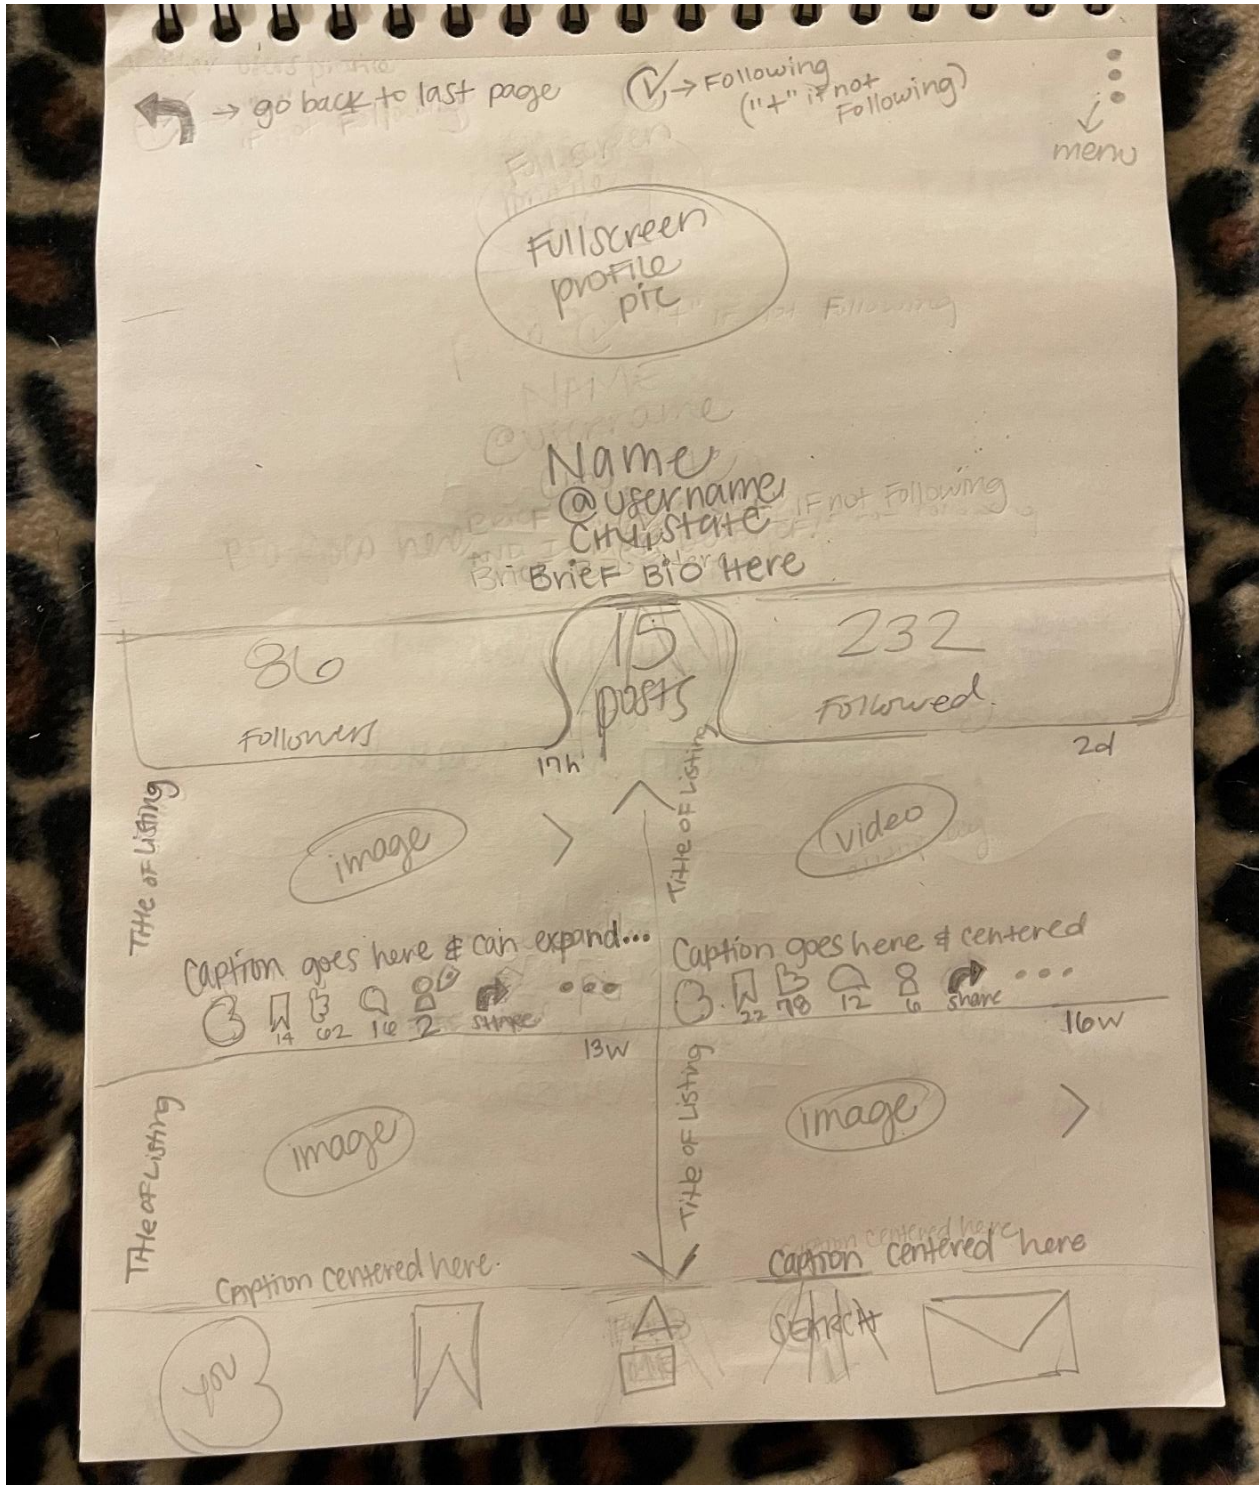 → go back to last page
→ Following
("+" if not
Following)
menu
Fullscreen
profile
pic
Name
@username
City, State
Brief Bio Here
86
Followers
15
posts
232
Followed
17h
2d
Title of Listing
image
Title of Listing
video
Caption goes here & can expand...
Caption goes here & centered
14 62 16 2 share
22 78 12 6 share
13w
16w
Title of Listing
image
Title of Listing
image
Caption centered here.
Caption centered here
you
SEARCH